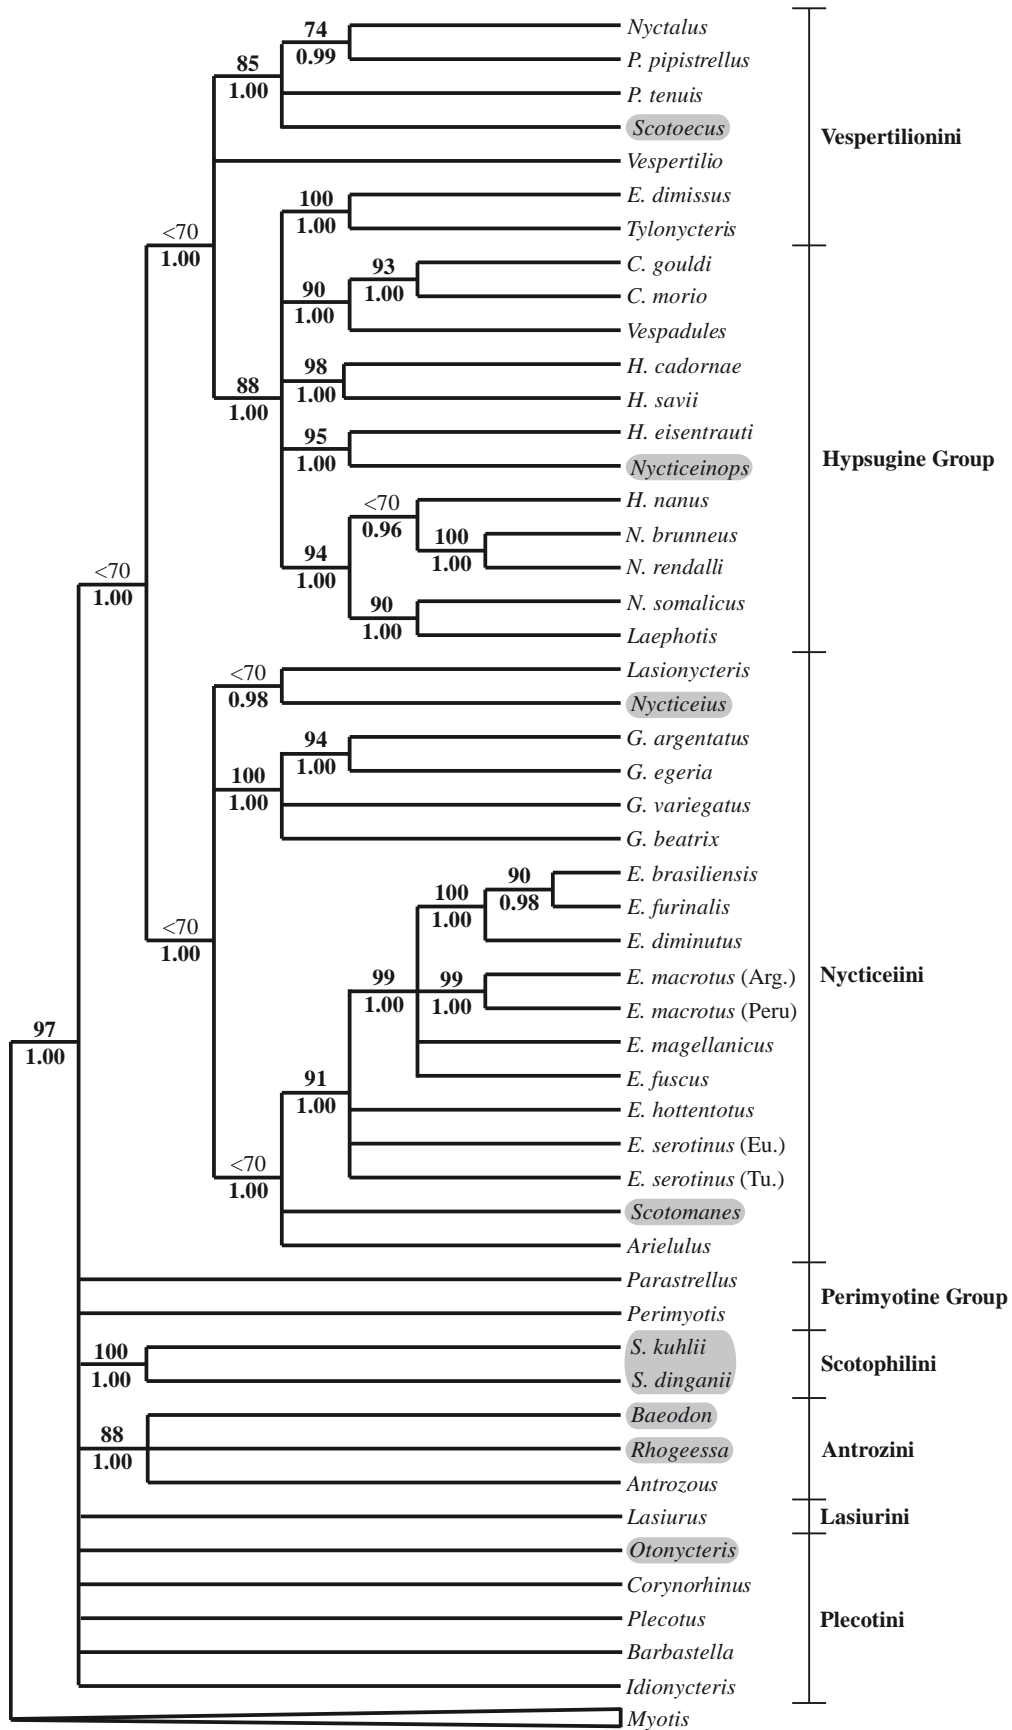 74
Nyctalus
0.99
P. pipistrellus
85
1.00
P. tenuis
Scotoecus
Vespertilionini
Vespertilio
100
E. dimissus
1.00
Tylonycteris
<70
1.00
93
C. gouldi
90
1.00
C. morio
1.00
Vespadules
98
H. cadornae
88
1.00
H. savii
1.00
95
H. eisentrauti
1.00
Nycticeinops
Hypsugine Group
<70
H. nanus
0.96
100
N. brunneus
94
1.00
N. rendalli
<70
1.00
1.00
90
N. somalicus
1.00
Laephotis
<70
Lasionycteris
0.98
Nycticeius
94
G. argentatus
100
1.00
G. egeria
1.00
G. variegatus
G. beatrix
90
E. brasiliensis
100
0.98
E. furinalis
<70
1.00
E. diminutus
1.00
99
99
E. macrotus (Arg.)
Nycticeiini
1.00
1.00
E. macrotus (Peru)
97
E. magellanicus
1.00
91
E. fuscus
1.00
E. hottentotus
E. serotinus (Eu.)
<70
E. serotinus (Tu.)
1.00
Scotomanes
Arielulus
Parastrellus
Perimyotine Group
Perimyotis
100
S. kuhlii
1.00
S. dinganii
Scotophilini
Baeodon
88
Rhogeessa
1.00
Antrozini
Antrozous
Lasiurus
Lasiurini
Otonycteris
Corynorhinus
Plecotus
Plecotini
Barbastella
Idionycteris
Myotis